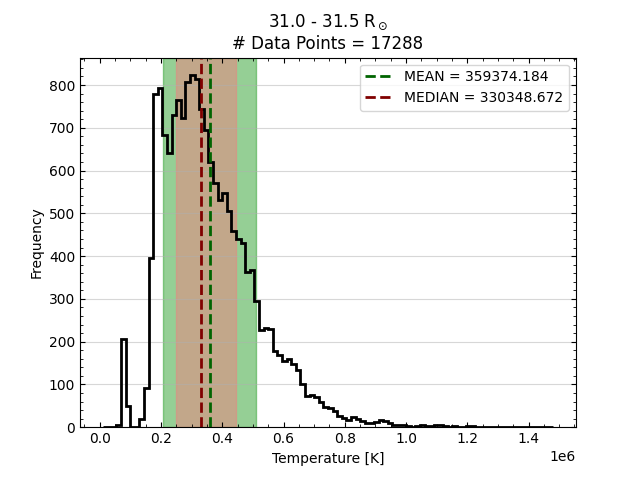 31.0 - 31.5 R☉
# Data Points = 17288
MEAN = 359374.184
MEDIAN = 330348.672
Frequency
800
700
600
500
400
300
200
100
0
0.0 0.2 0.4 0.6 0.8 1.0 1.2 1.4
1e6
Temperature [K]